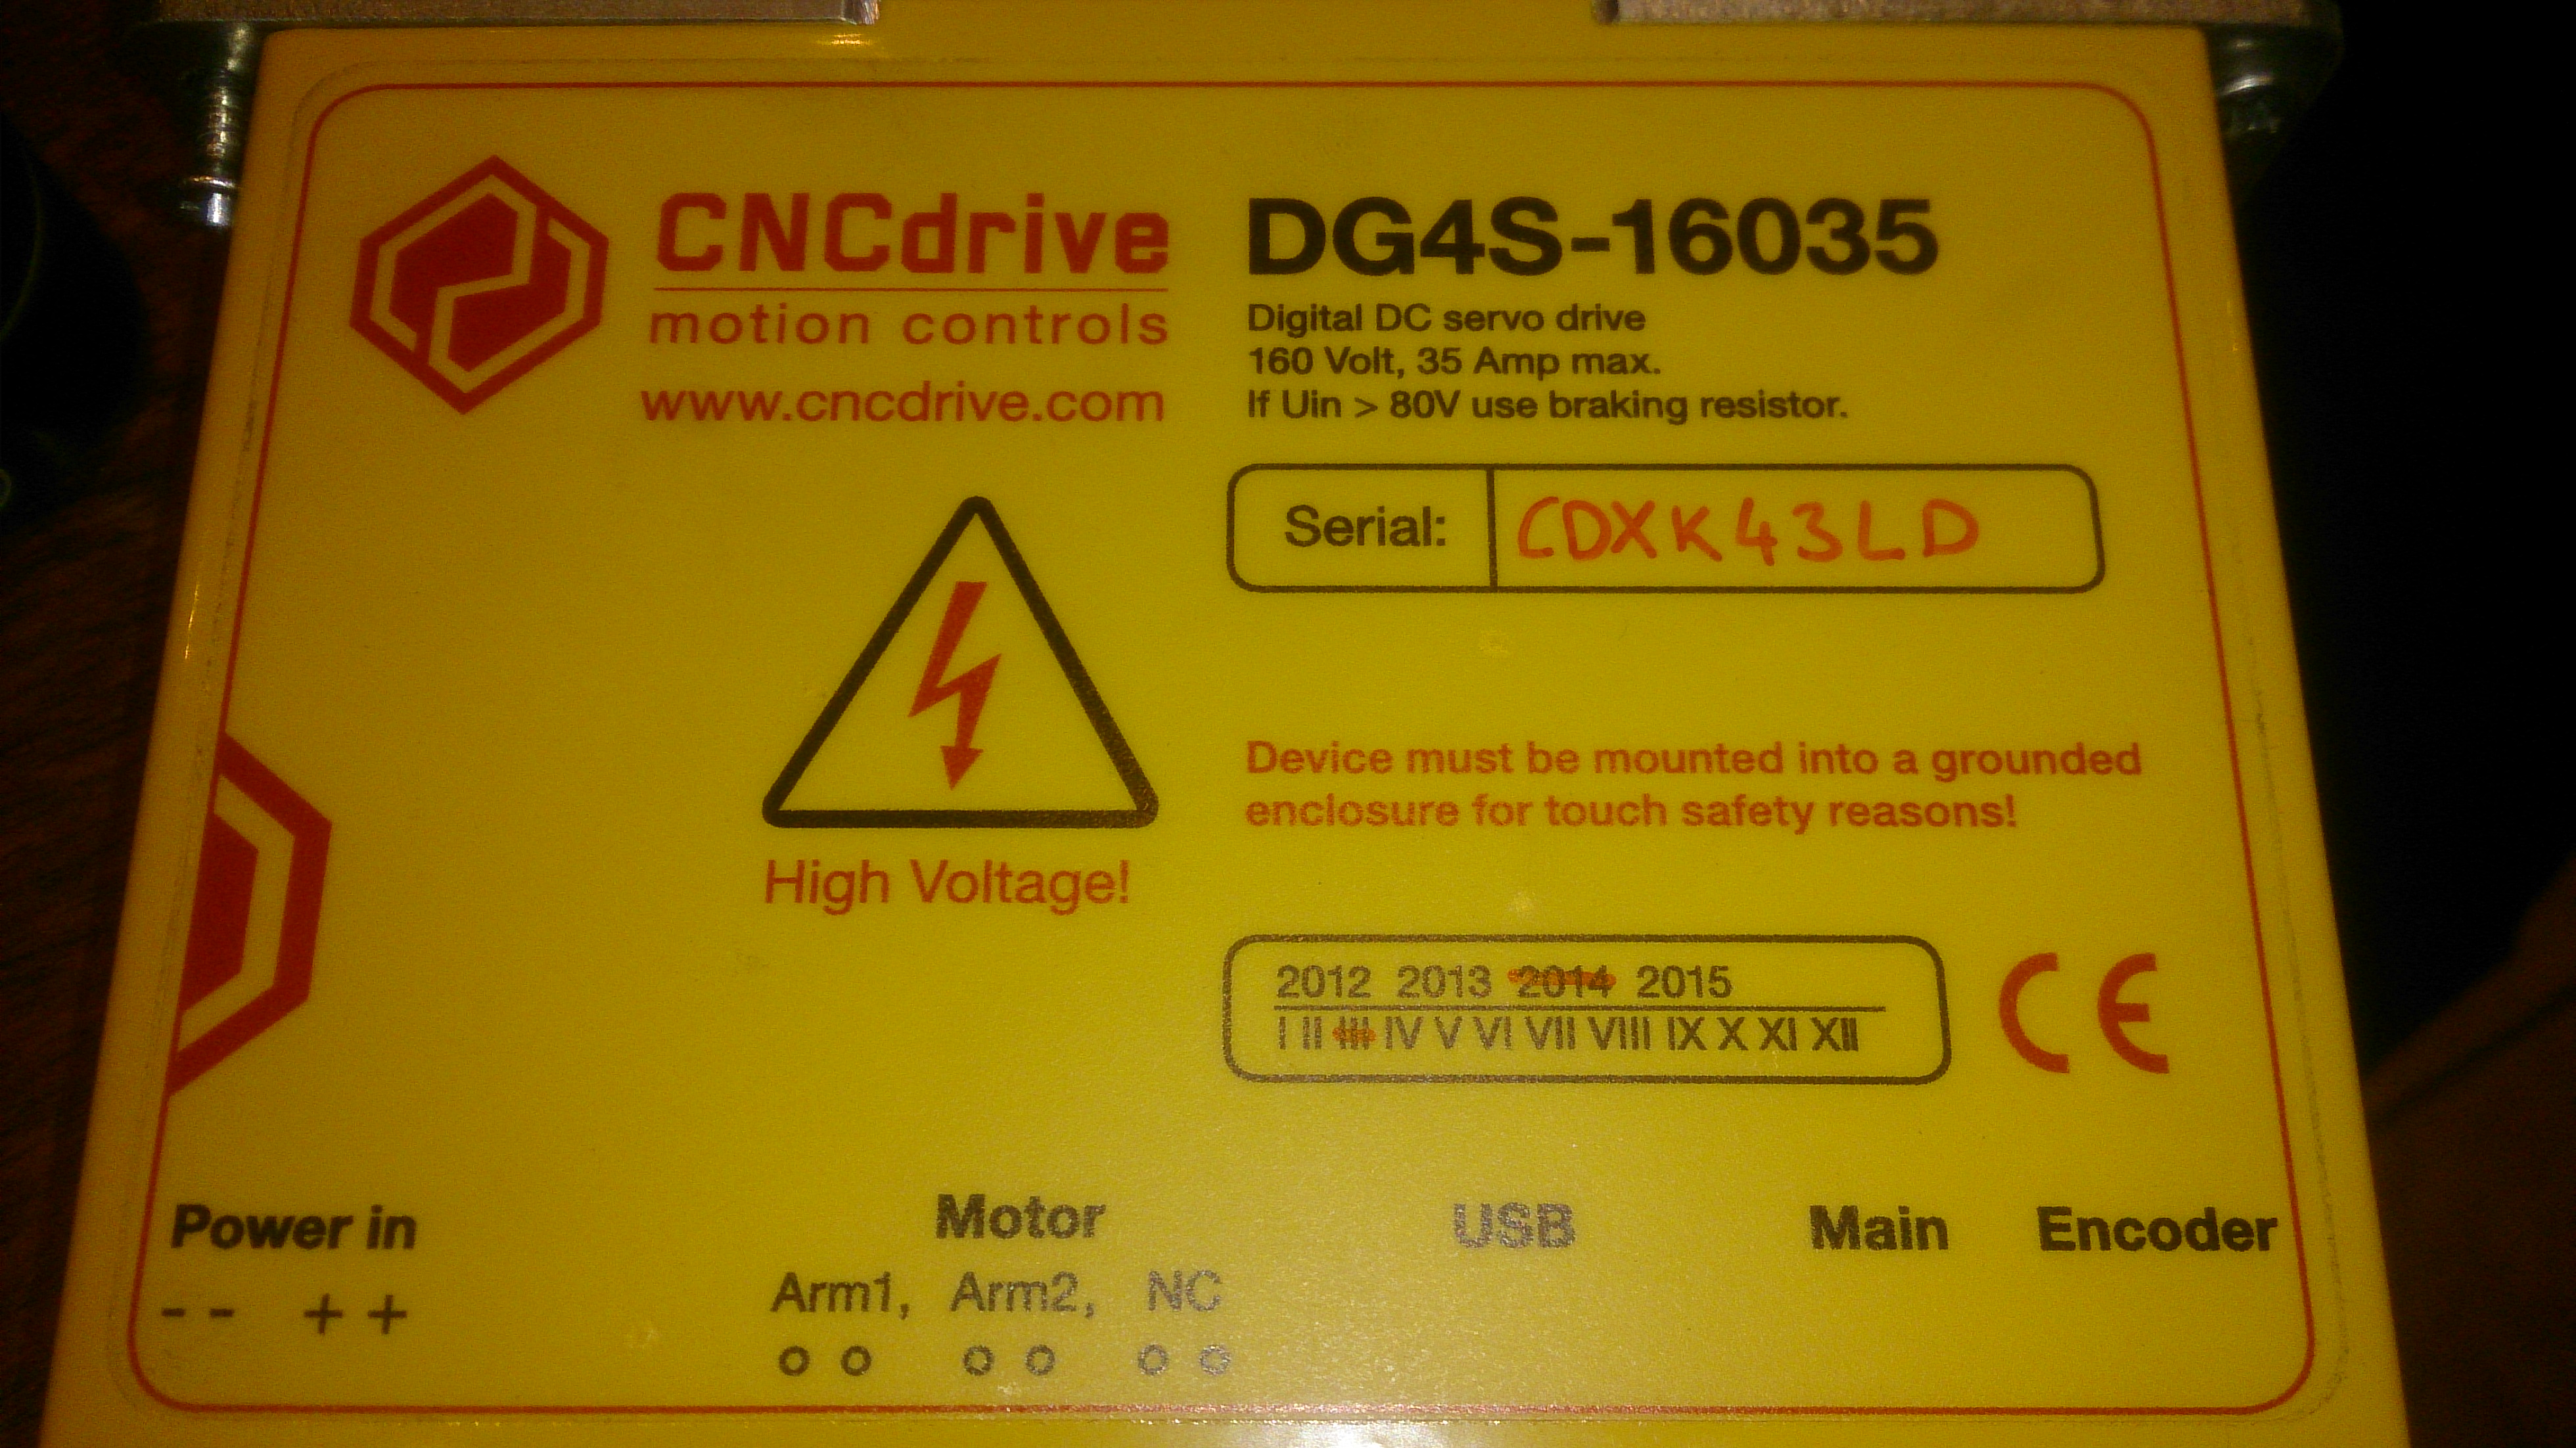 CNCdrive
motion controls
www.cncdrive.com
DG4S-16035
Digital DC servo drive
160 Volt, 35 Amp max.
If Uin > 80V use braking resistor.
Serial: CDXK43LD
High Voltage!
Device must be mounted into a grounded
enclosure for touch safety reasons!
2012 2013 2014 2015
I II III IV V VI VII VIII IX X XI XII
CE
Power in
-- ++
Motor
Arm1, Arm2, NC
USB
Main
Encoder